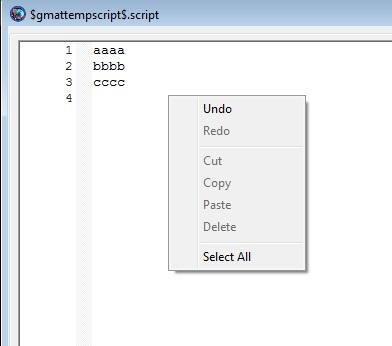 $gmattempscript$.script
1 aaaa
2 bbbb
3 cccc
4
Undo
Redo
Cut
Copy
Paste
Delete
Select All